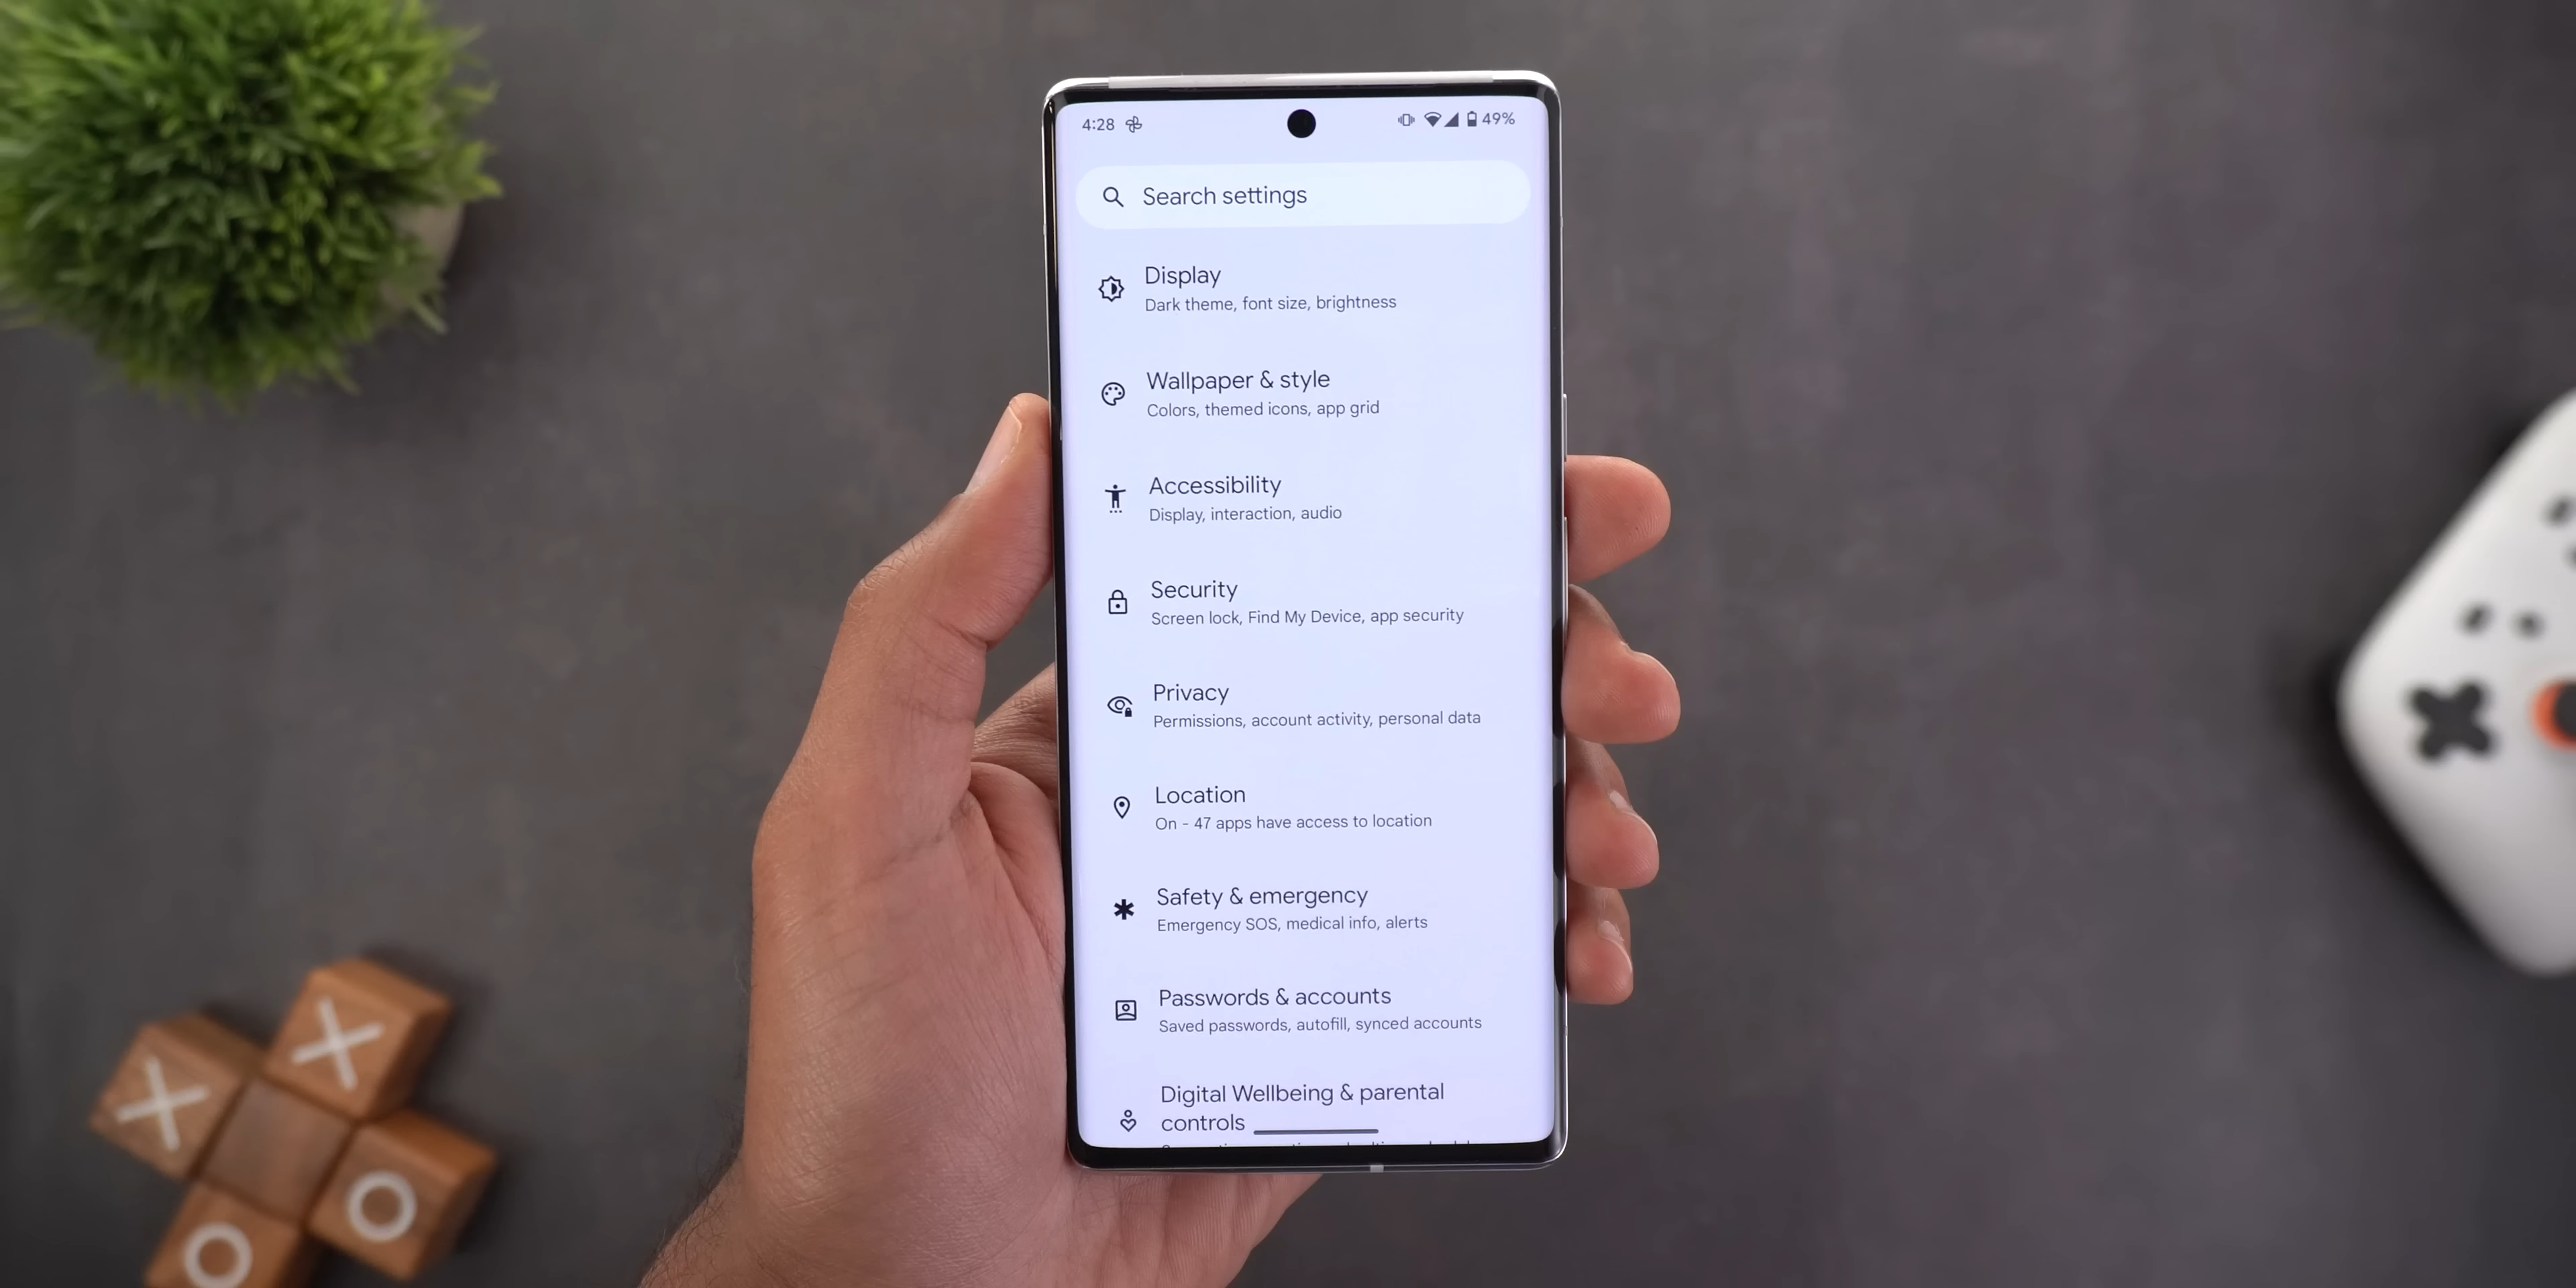 4:28 49%
Search settings
Display
Dark theme, font size, brightness
Wallpaper & style
Colors, themed icons, app grid
Accessibility
Display, interaction, audio
Security
Screen lock, Find My Device, app security
Privacy
Permissions, account activity, personal data
Location
On - 47 apps have access to location
Safety & emergency
Emergency SOS, medical info, alerts
Passwords & accounts
Saved passwords, autofill, synced accounts
Digital Wellbeing & parental
controls
X
X
O
O